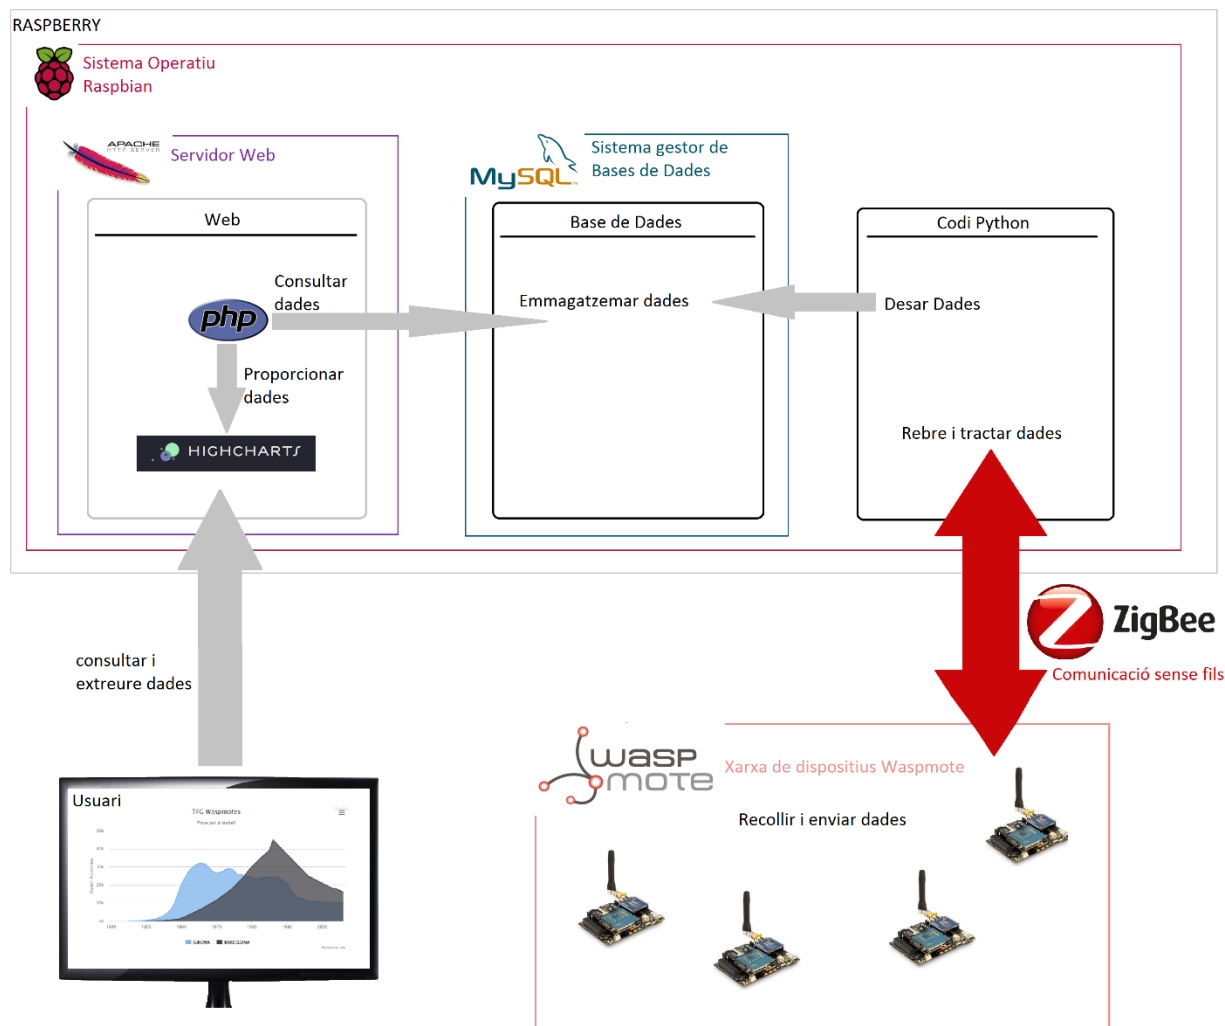 RASPBERRY
Sistema Operatiu
Raspbian
APACHE
HTTP SERVER
Servidor Web
MySQL
Sistema gestor de
Bases de Dades
Web
Base de Dades
Codi Python
Consultar
dades
php
Emmagatzemar dades
Desar Dades
Proporcionar
dades
HIGHCHARTS
Rebre i tractar dades
ZigBee
Comunicació sense fils
consultar i
extreure dades
wasp
mote
Xarxa de dispositius Waspmote
Recollir i enviar dades
Usuari
TFG Waspmotes
GIRONA
BARCELONA